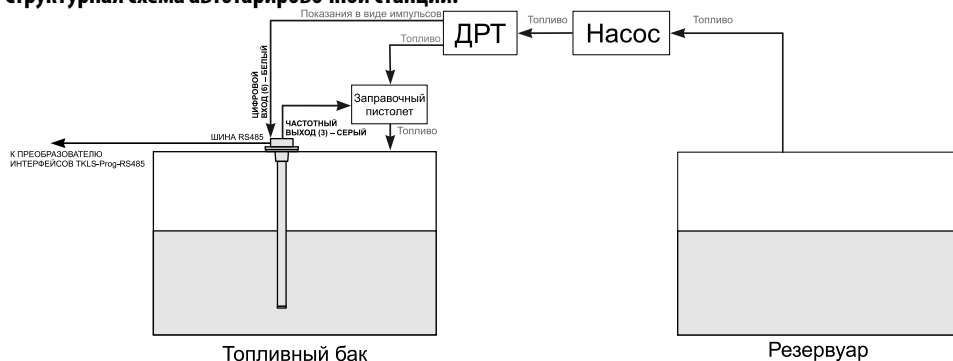 структурная схема автотарировочной станции:
Показания в виде импульсов
ДРТ
Топливо
Насос
Топливо
Топливо
ЦИФРОВОЙ
ВХОД (6) – БЕЛЫЙ
Заправочный
пистолет
ЧАСТОТНЫЙ
ВЫХОД (3) – СЕРЫЙ
Топливо
ШИНА RS485
К ПРЕОБРАЗОВАТЕЛЮ
ИНТЕРФЕЙСОВ TKLS-Prog-RS485
Топливный бак
Резервуар